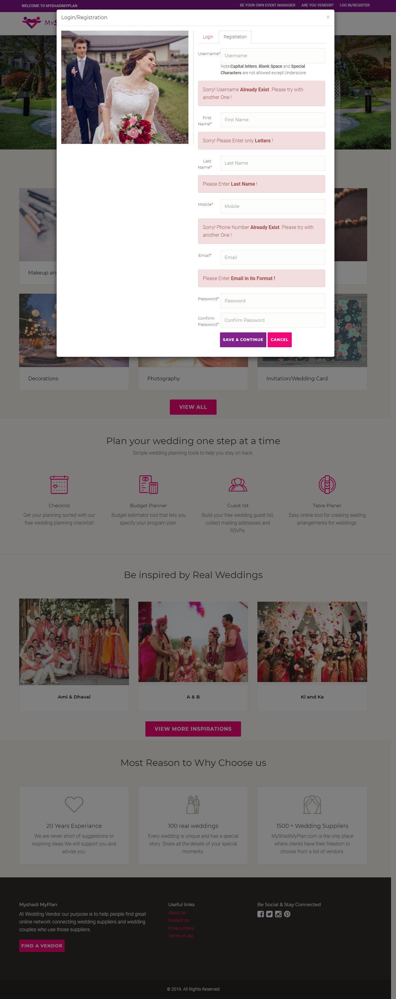 WELCOME TO MYSHADIMYPLAN
BE YOUR OWN EVENT MANAGER
ARE YOU VENDOR?
LOG IN/REGISTER
Login/Registration
×
Login
Registration
Username*
Username
Note:Capital letters, Blank Space and Special
Characters are not allowed except Underscore
Sorry! Username Already Exist .Please try with
another One !
First
Name*
First Name
Sorry! Please Enter only Letters !
Last
Name*
Last Name
Please Enter Last Name !
Mobile*
Mobile
Sorry! Phone Number Already Exist .Please try with
another One !
Email*
Email
Please Enter Email in its Format !
Password*
Password
Confirm
Password*
Confirm Password
SAVE & CONTINUE
CANCEL
Makeup
Decorations
Photography
Invitation/Wedding Card
VIEW ALL
Plan your wedding one step at a time
Simple wedding planning tools to help you stay on track.
Checklist
Get your planning sorted with our
free wedding planning checklist!
Budget Planner
Budget estimator tool that lets you
specify your program plan.
Guest list
Build your free wedding guest list,
collect mailing addresses and
RSVPs.
Table Planer
Easy online tool for creating seating
arrangements for weddings.
Be inspired by Real Weddings
Ami & Dhaval
A & B
Ki and Ka
VIEW MORE INSPIRATIONS
Most Reason to Why Choose us
20 Years Experiance
We are never short of suggestions or
inspiring ideas.We will support you and
advise you.
100 real weddings
Every wedding is unique and has a special
story. Share all the details of your special
moments.
1500 + Wedding Suppliers
MyShadiMyPlan.com is the only place
where clients have their freedom to
choose from a list of vendors.
Myshadi MyPlan
At Wedding Vendor our purpose is to help people find great
online network connecting wedding suppliers and wedding
couples who use those suppliers.
FIND A VENDOR
Useful links
About Us
Contact Us
Privacy Policy
Terms of Use
Be Social & Stay Connected
© 2019. All Rights Reserved